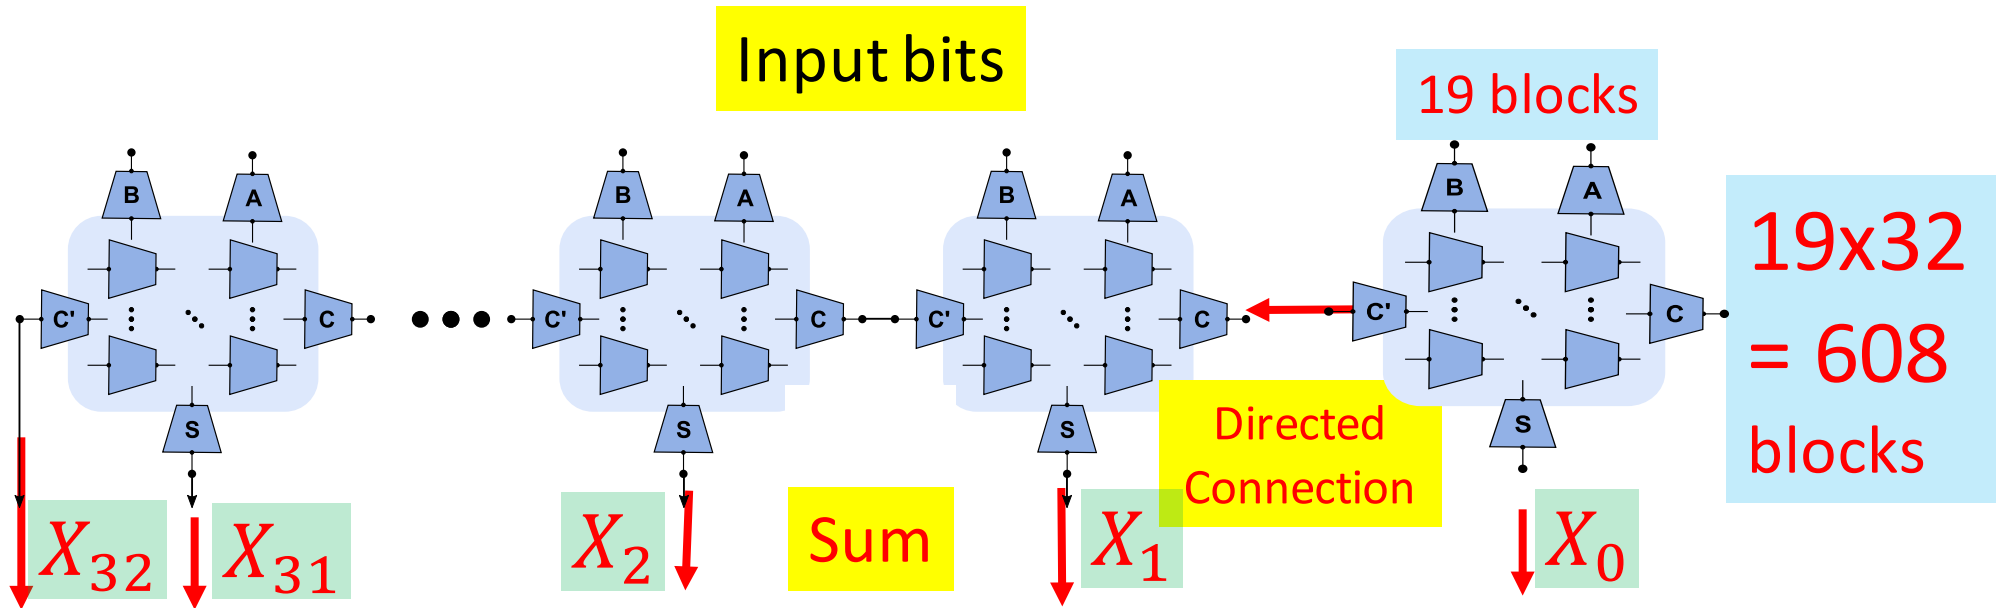 Input bits
19 blocks
B A B A B A B A
C' C C' C C' C C' C
19x32
= 608
blocks
S S S S
Directed
Connection
Sum
X32 X31 X2 X1 X0